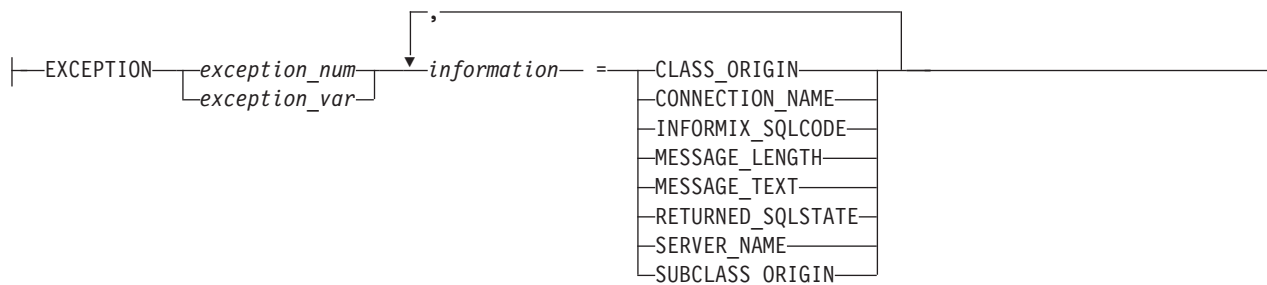 ,
EXCEPTION exception_num information = CLASS_ORIGIN
exception_var CONNECTION_NAME
INFORMIX_SQLCODE
MESSAGE_LENGTH
MESSAGE_TEXT
RETURNED_SQLSTATE
SERVER_NAME
SUBCLASS_ORIGIN